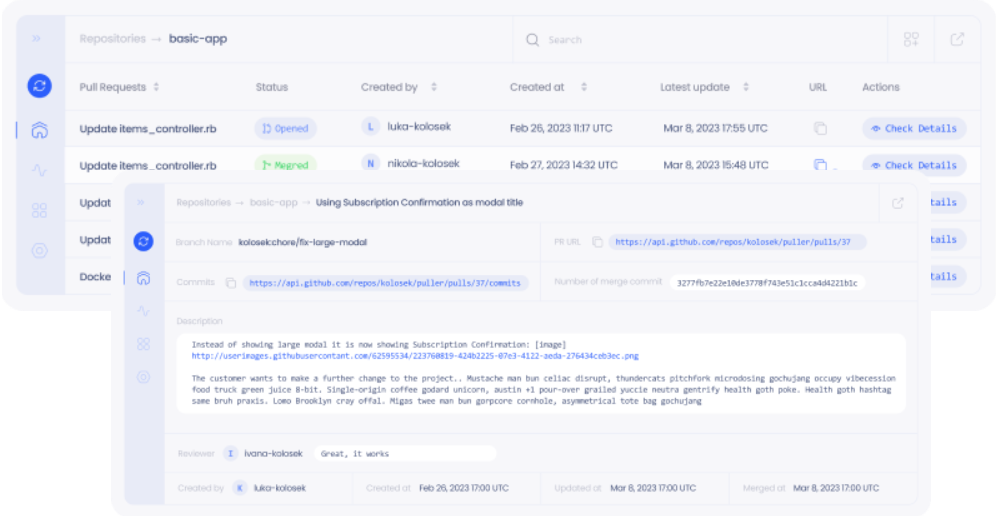 Repositories → basic-app
Search
Pull Requests Status Created by Created at Latest update URL Actions
Update items_controller.rb Opened L luka-kolosek Feb 26, 2023 11:17 UTC Mar 8, 2023 17:55 UTC Check Details
Update items_controller.rb Megred N nikola-kolosek Feb 27, 2023 14:32 UTC Mar 8, 2023 15:48 UTC Check Details
Updat tails
Updat tails
Docke tails
Repositories → basic-app → Using Subscription Confirmation as modal title
Branch Name kolosek:chore/fix-large-modal
PR URL https://api.github.com/repos/kolosek/puller/pulls/37
Commits https://api.github.com/repos/kolosek/puller/pulls/37/commits
Number of merge commit 3277fb7e22e10de3778f743e51c1cca4d4221b1c
Description
Instead of showing large modal it is now showing Subscription Confirmation: [image]
http://userimages.githubusercontent.com/62595534/223760819-424b2225-07e3-4122-aeda-276434ceb3ec.png
The customer wants to make a further change to the project.. Mustache man bun celiac disrupt, thundercats pitchfork microdosing gochujang occupy vibecession
food truck green juice 8-bit. Single-origin coffee godard unicorn, austin +1 pour-over grailed yuccie neutra gentrify health goth poke. Health goth hashtag
same bruh praxis. Lomo Brooklyn cray offal. Migas twee man bun gorpcore cornhole, asymmetrical tote bag gochujang
Reviewer I ivana-kolosek Great, it works
Created by K luka-kolosek Created at Feb 26, 2023 17:00 UTC Updated at Mar 8, 2023 17:00 UTC Merged at Mar 8, 2023 17:00 UTC